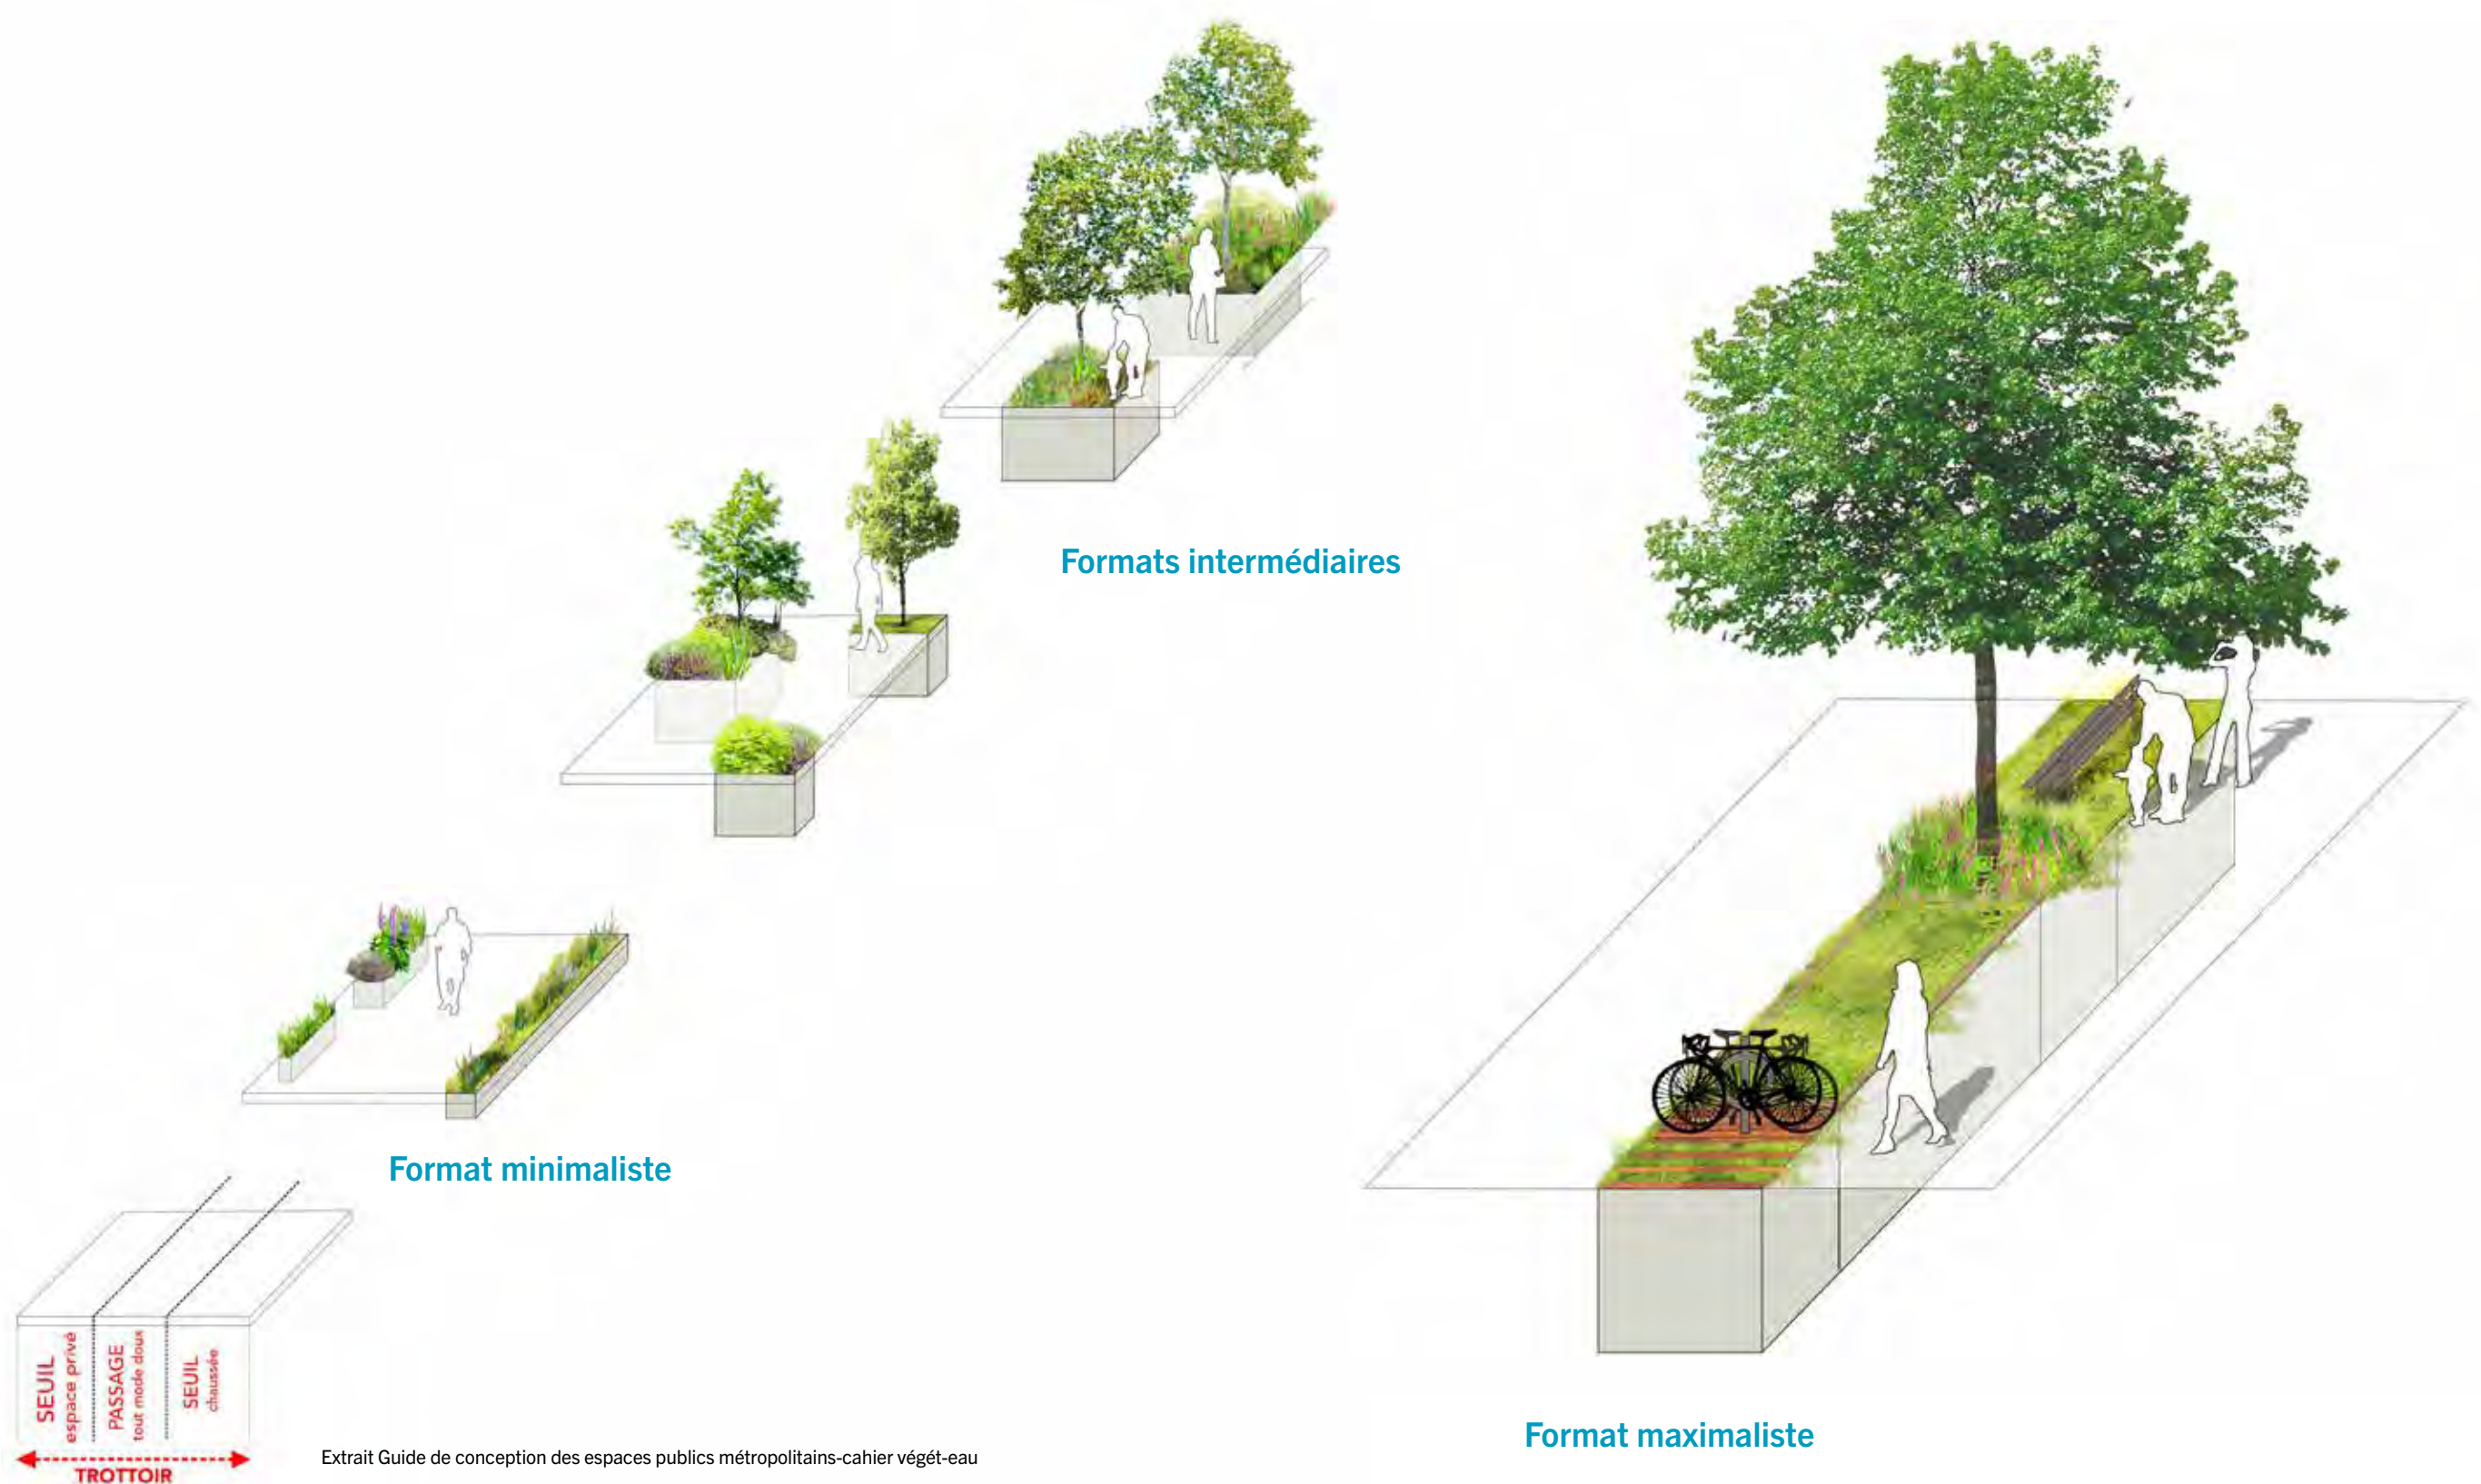 Formats intermédiaires
Format minimaliste
SEUIL
espace privé
PASSAGE
tout mode doux
SEUIL
chaussée
TROTTOIR
Extrait Guide de conception des espaces publics métropolitains-cahier végét-eau
Format maximaliste